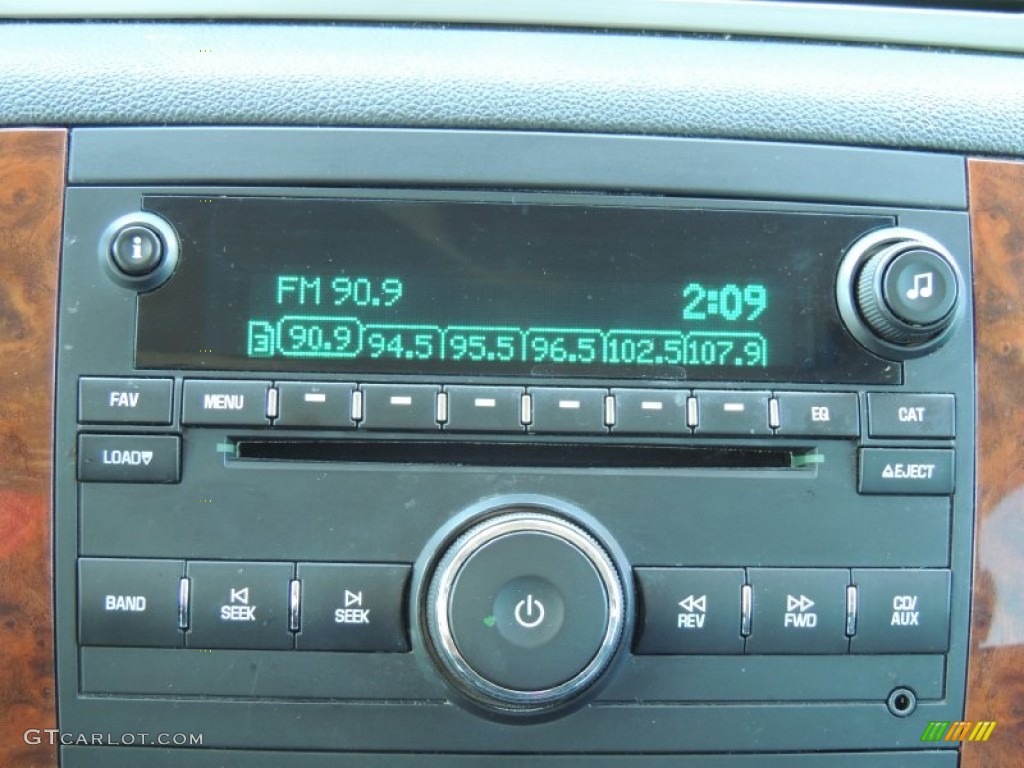 i
FM 90.9
2:09
3 90.9 94.5 95.5 96.5 102.5 107.9
FAV
MENU
EQ
CAT
LOAD
EJECT
BAND
SEEK
SEEK
REV
FWD
CD/
AUX
GTCARLOT.COM